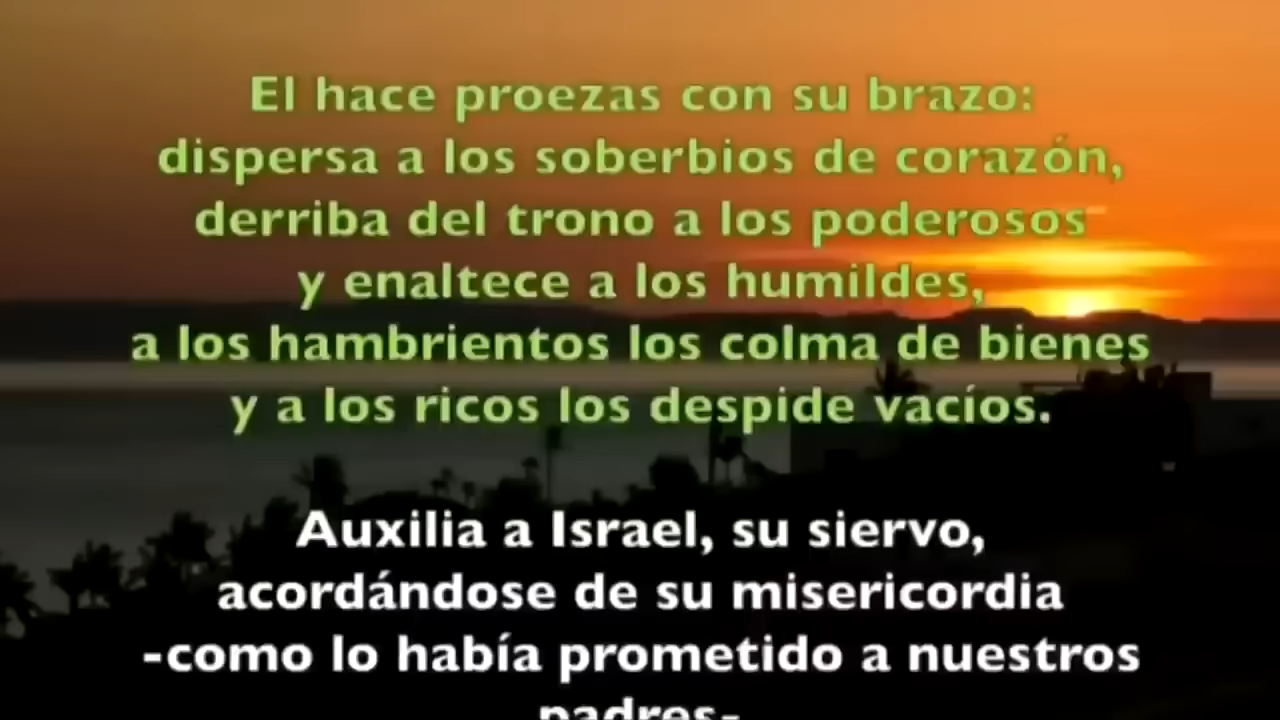 El hace proezas con su brazo:
dispersa a los soberbios de corazón,
derriba del trono a los poderosos
y enaltece a los humildes,
a los hambrientos los colma de bienes
y a los ricos los despide vacíos.
Auxilia a Israel, su siervo,
acordándose de su misericordia
-como lo había prometido a nuestros
padres-